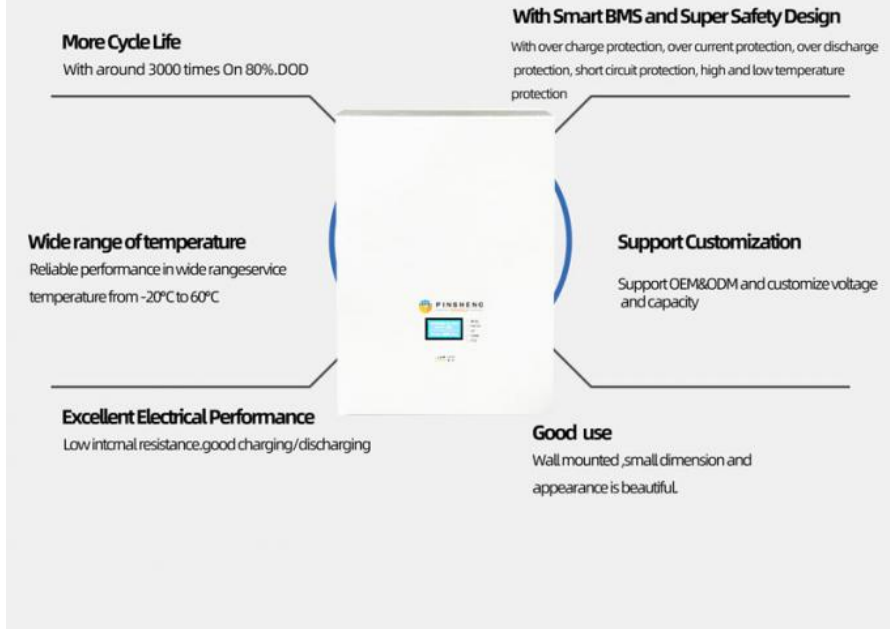 More Cycle Life
With around 3000 times On 80%.DOD
With Smart BMS and Super Safety Design
With over charge protection, over current protection, over discharge
protection, short circuit protection, high and low temperature
protection
Wide range of temperature
Reliable performance in wide rangeservice
temperature from -20°C to 60°C
Support Customization
Support OEM&ODM and customize voltage
and capacity
PINSHENG
Excellent Electrical Performance
Low intcmal resistance.good charging/discharging
Good use
Wall mounted ,small dimension and
appearance is beautiful.